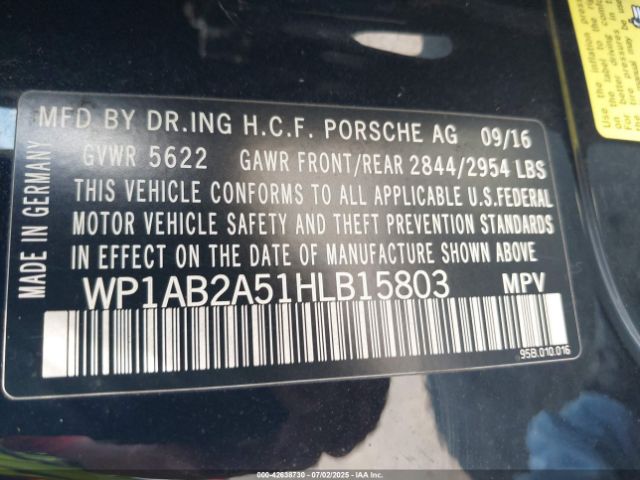 MFD BY DR.ING H.C.F. PORSCHE AG 09/16
GVWR 5622 GAWR FRONT/REAR 2844/2954 LBS
THIS VEHICLE CONFORMS TO ALL APPLICABLE U.S.FEDERAL
MOTOR VEHICLE SAFETY AND THEFT PREVENTION STANDARDS
IN EFFECT ON THE DATE OF MANUFACTURE SHOWN ABOVE
WP1AB2A51HLB15803 MPV
95B.010.016
MADE IN GERMANY
000-42638730 - 07/02/2025 - IAAI.COM